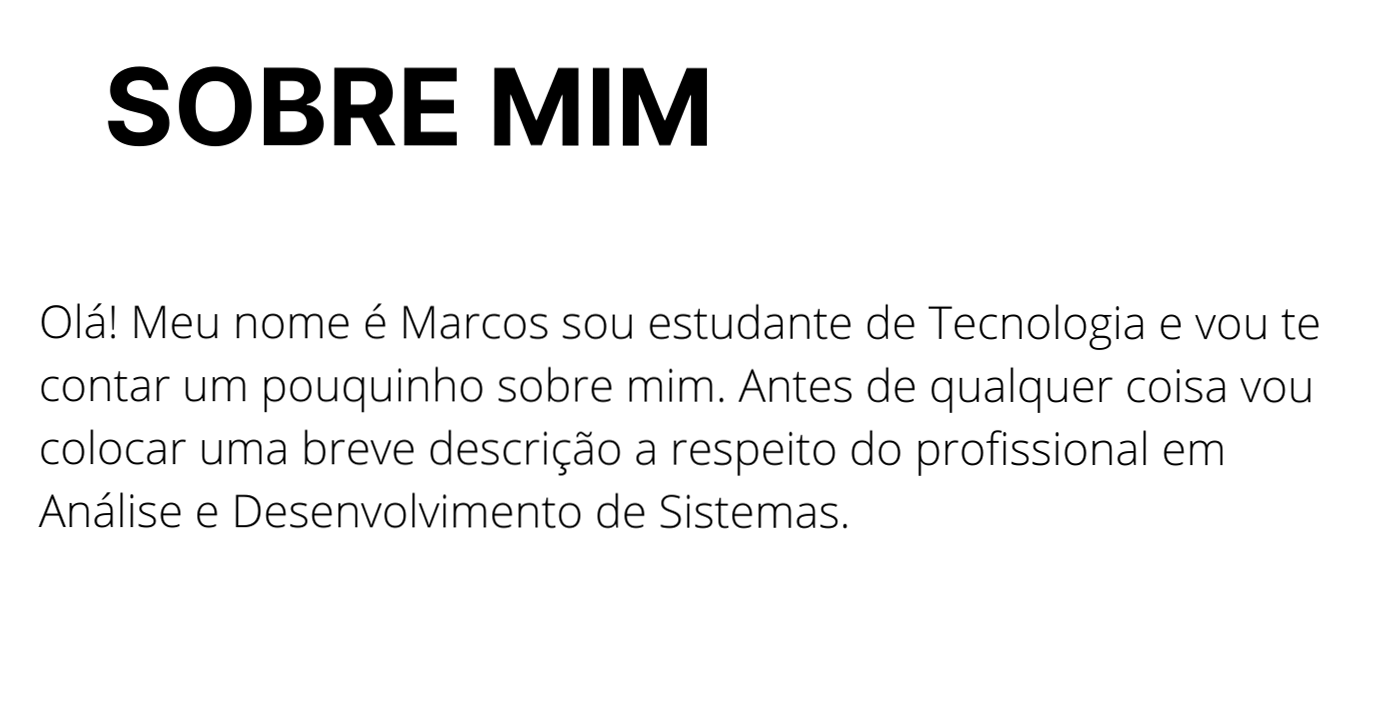 SOBRE MIM
Olá! Meu nome é Marcos sou estudante de Tecnologia e vou te
contar um pouquinho sobre mim. Antes de qualquer coisa vou
colocar uma breve descrição a respeito do profissional em
Análise e Desenvolvimento de Sistemas.